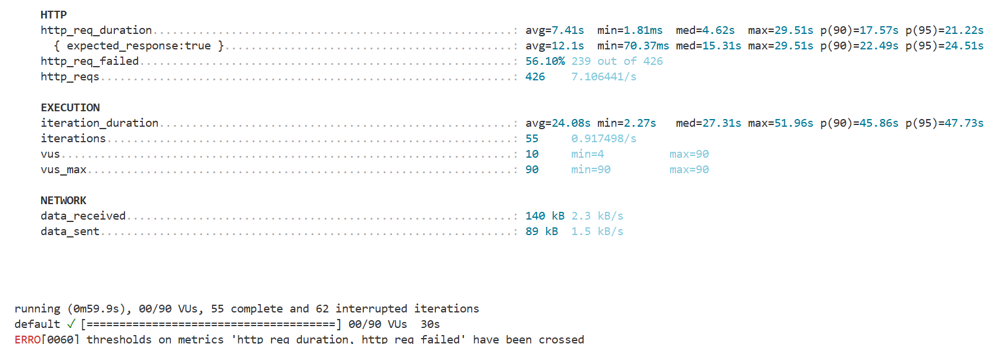 HTTP
http_req_duration.......................................................: avg=7.41s min=1.81ms med=4.62s max=29.51s p(90)=17.57s p(95)=21.22s
{ expected_response:true }............................................: avg=12.1s min=70.37ms med=15.31s max=29.51s p(90)=22.49s p(95)=24.51s
http_req_failed.........................................................: 56.10% 239 out of 426
http_reqs...............................................................: 426 7.106441/s
EXECUTION
iteration_duration......................................................: avg=24.08s min=2.27s med=27.31s max=51.96s p(90)=45.86s p(95)=47.73s
iterations..............................................................: 55 0.917498/s
vus.....................................................................: 10 min=4 max=90
vus_max.................................................................: 90 min=90 max=90
NETWORK
data_received...........................................................: 140 kB 2.3 kB/s
data_sent...............................................................: 89 kB 1.5 kB/s
running (0m59.9s), 00/90 VUs, 55 complete and 62 interrupted iterations
default ✓ [======================================] 00/90 VUs 30s
ERRO[0060] thresholds on metrics 'http_req_duration, http_req_failed' have been crossed